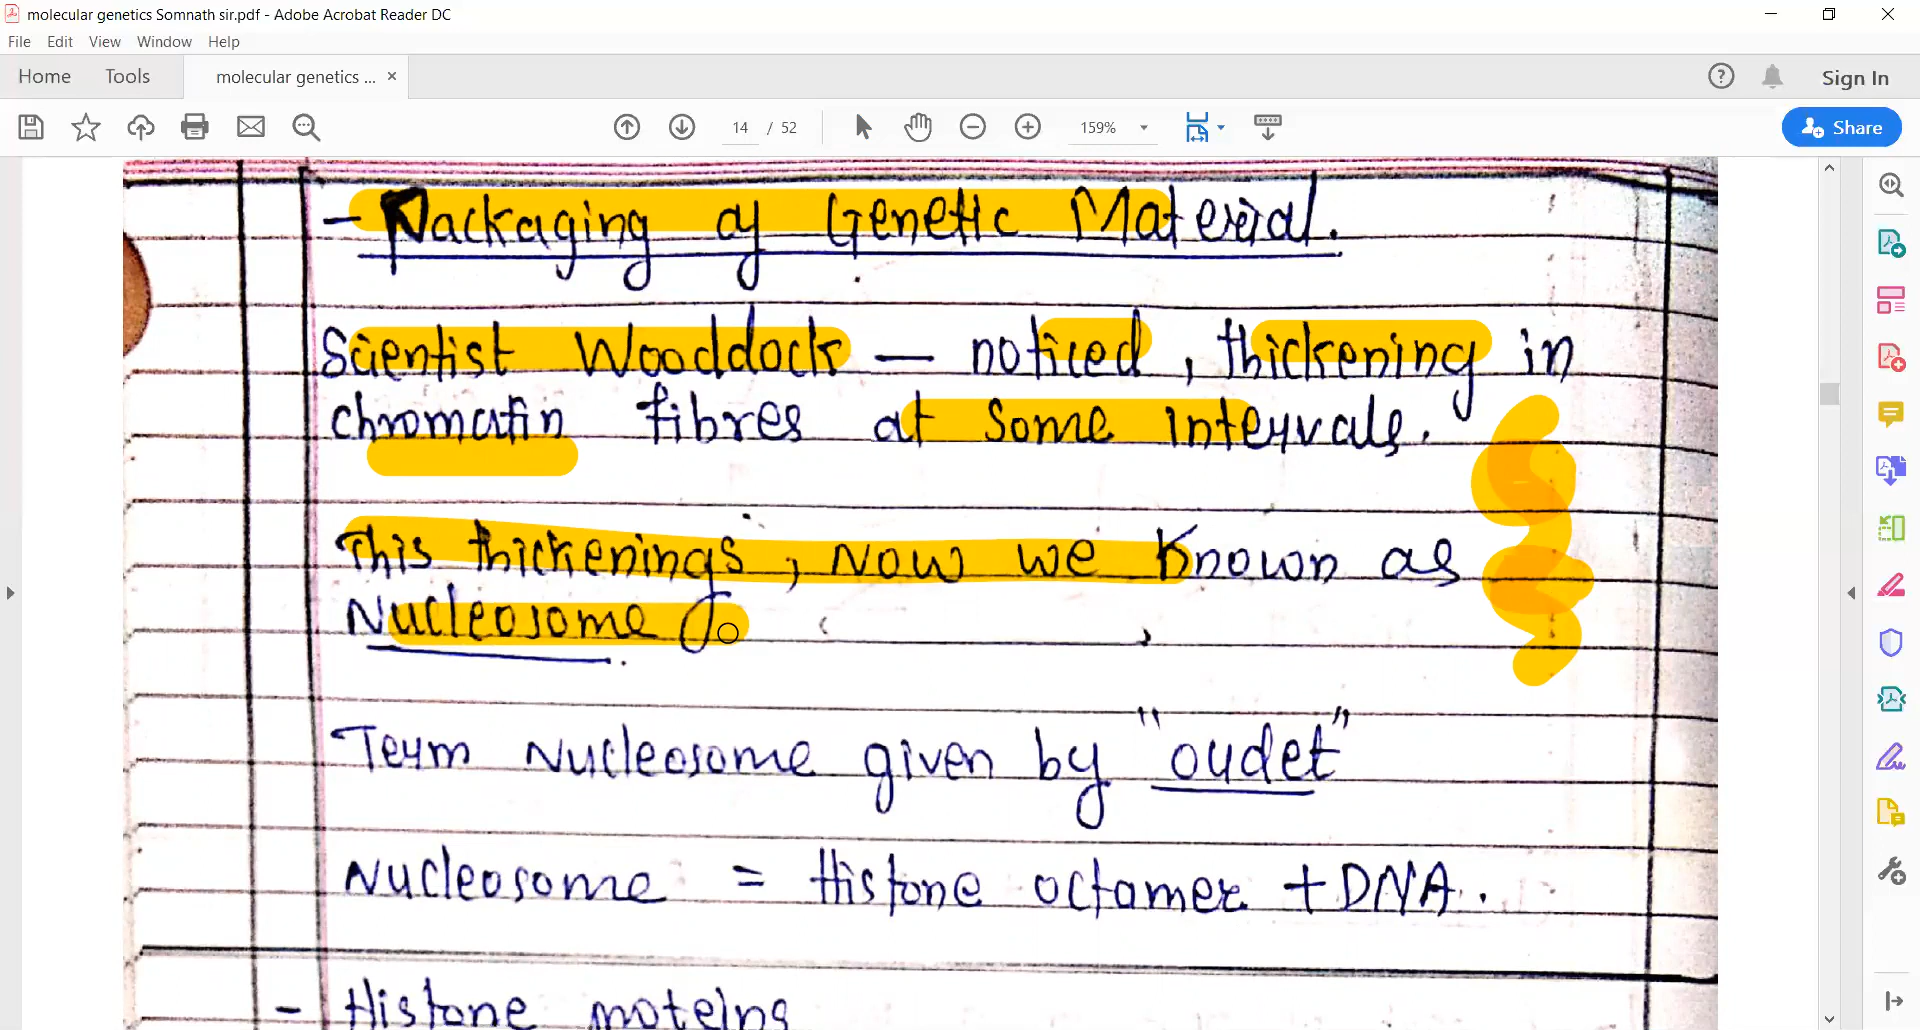 molecular genetics Somnath sir.pdf - Adobe Acrobat Reader DC
File Edit View Window Help
Home Tools molecular genetics ... × Sign In
14 / 52 159% Share
- Packaging of Genetic Material.
Scientist Wooddock — noticed, thickening in
chromatin fibres at some intervals.
This thickenings, Now we Known as
Nucleosome
Term Nucleosome given by "oudet"
Nucleosome = Histone octamer + DNA.
- Histone proteins